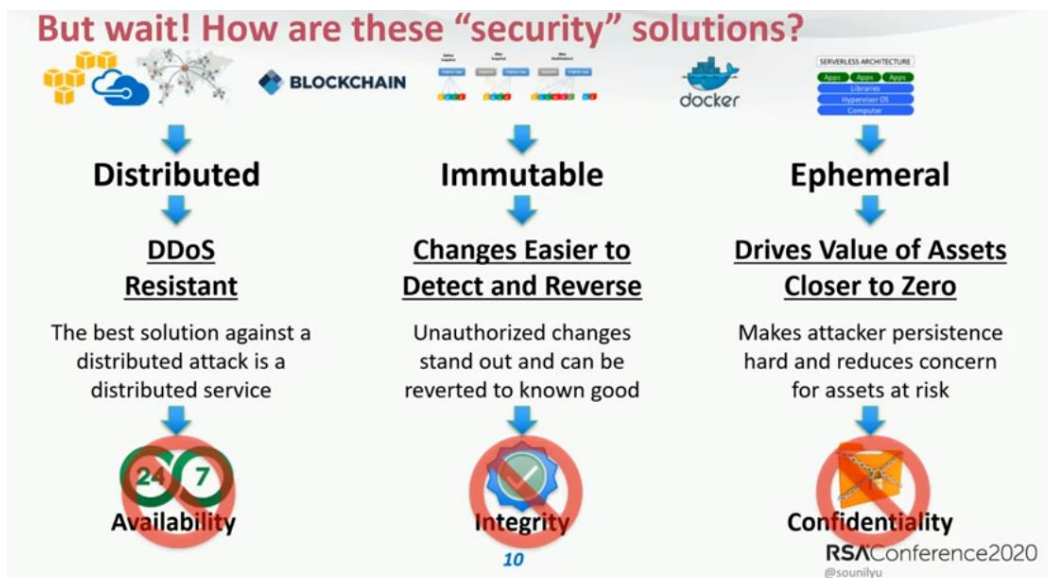 But wait! How are these “security” solutions?
BLOCKCHAIN
docker
SERVERLESS ARCHITECTURE
Apps Apps Apps
Libraries
Hypervisor OS
Computer
Distributed
DDoS
Resistant
The best solution against a
distributed attack is a
distributed service
24 7
Availability
Immutable
Changes Easier to
Detect and Reverse
Unauthorized changes
stand out and can be
reverted to known good
Integrity
Ephemeral
Drives Value of Assets
Closer to Zero
Makes attacker persistence
hard and reduces concern
for assets at risk
Confidentiality
10
RSAConference2020
@sounilyu